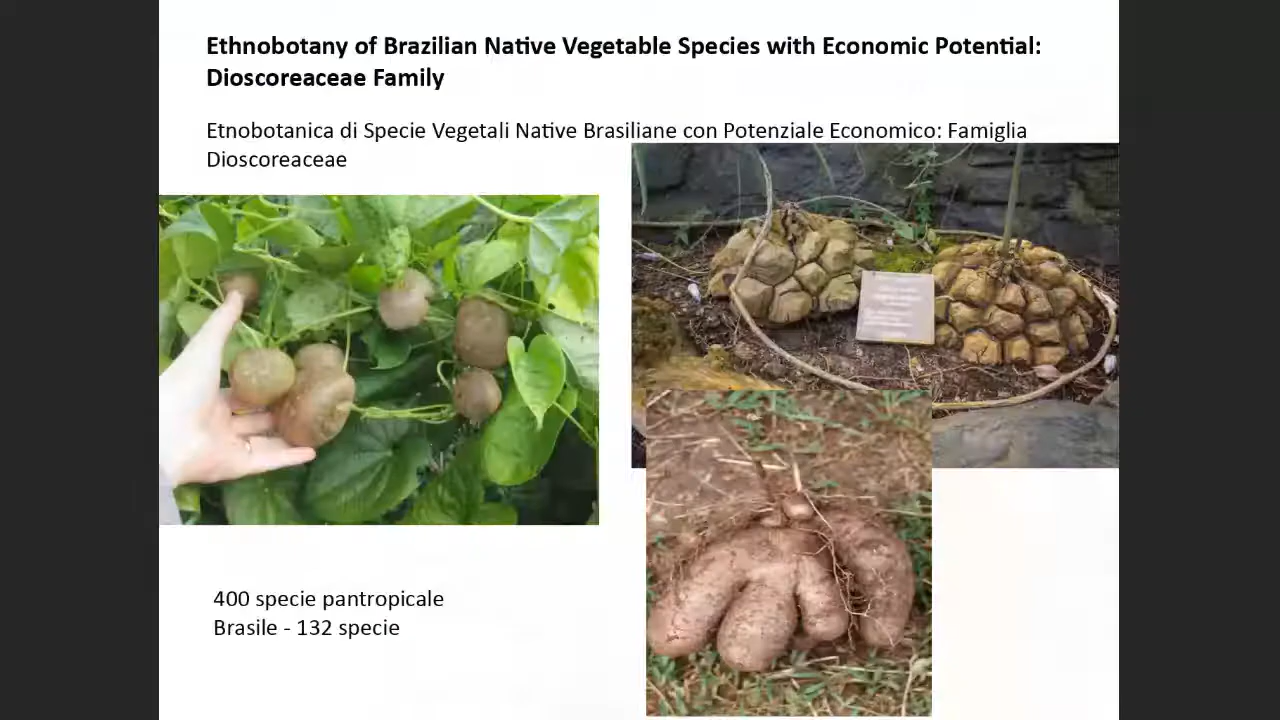 Ethnobotany of Brazilian Native Vegetable Species with Economic Potential:
Dioscoreaceae Family
Etnobotanica di Specie Vegetali Native Brasiliane con Potenziale Economico: Famiglia
Dioscoreaceae
400 specie pantropicale
Brasile - 132 specie